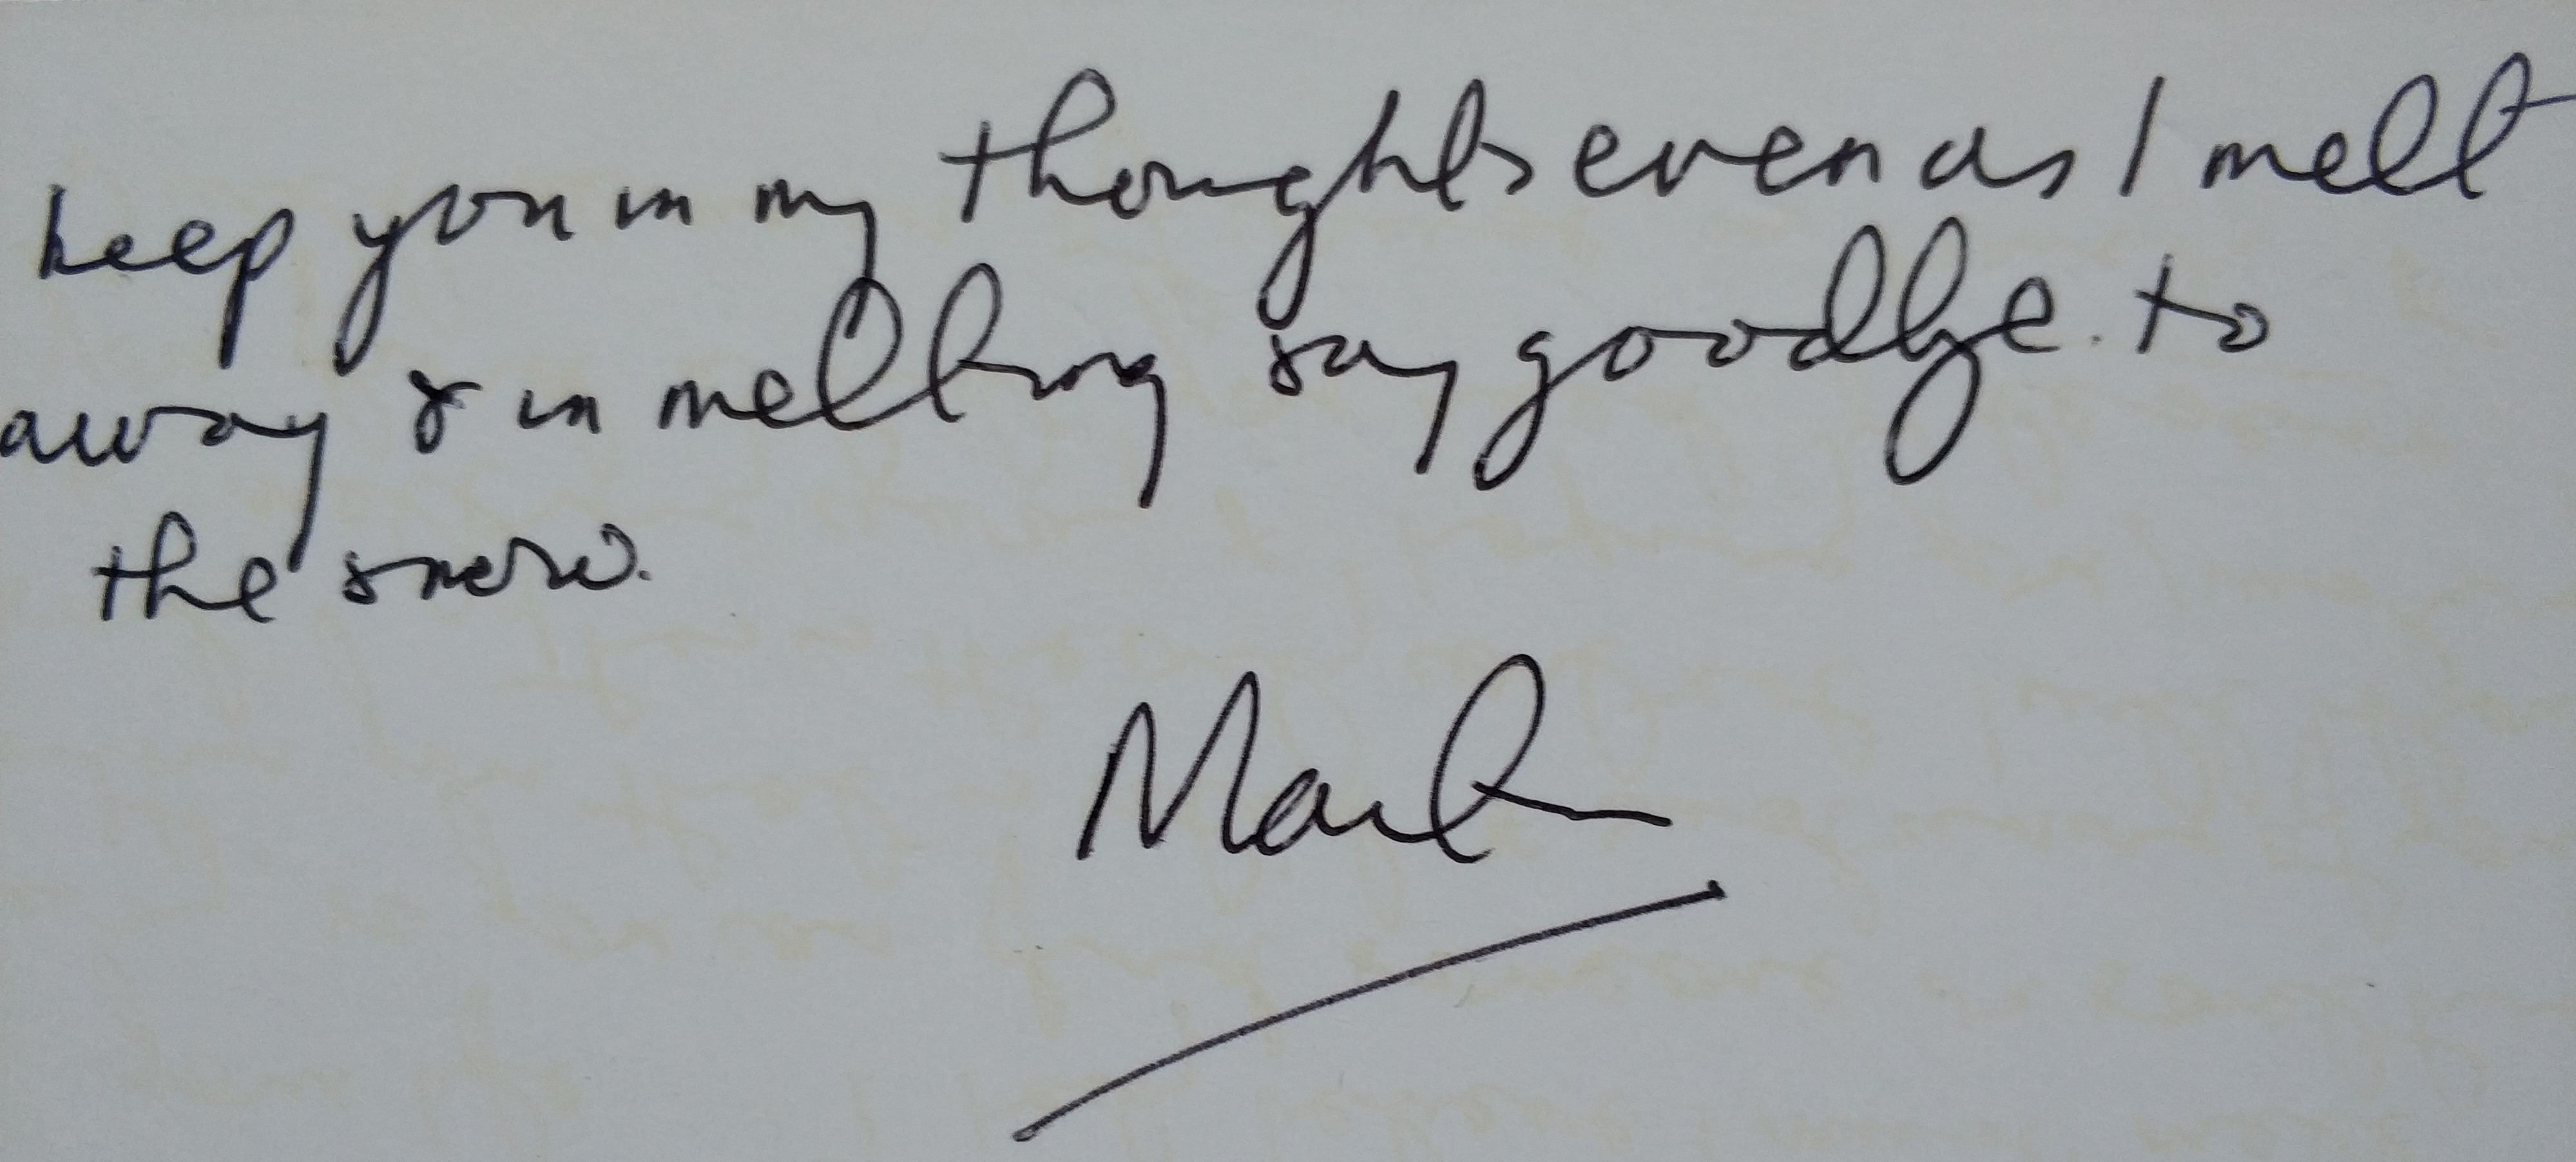 keep you in my thoughts even as I melt
away & in melting say goodbye to
the snow.
Mark